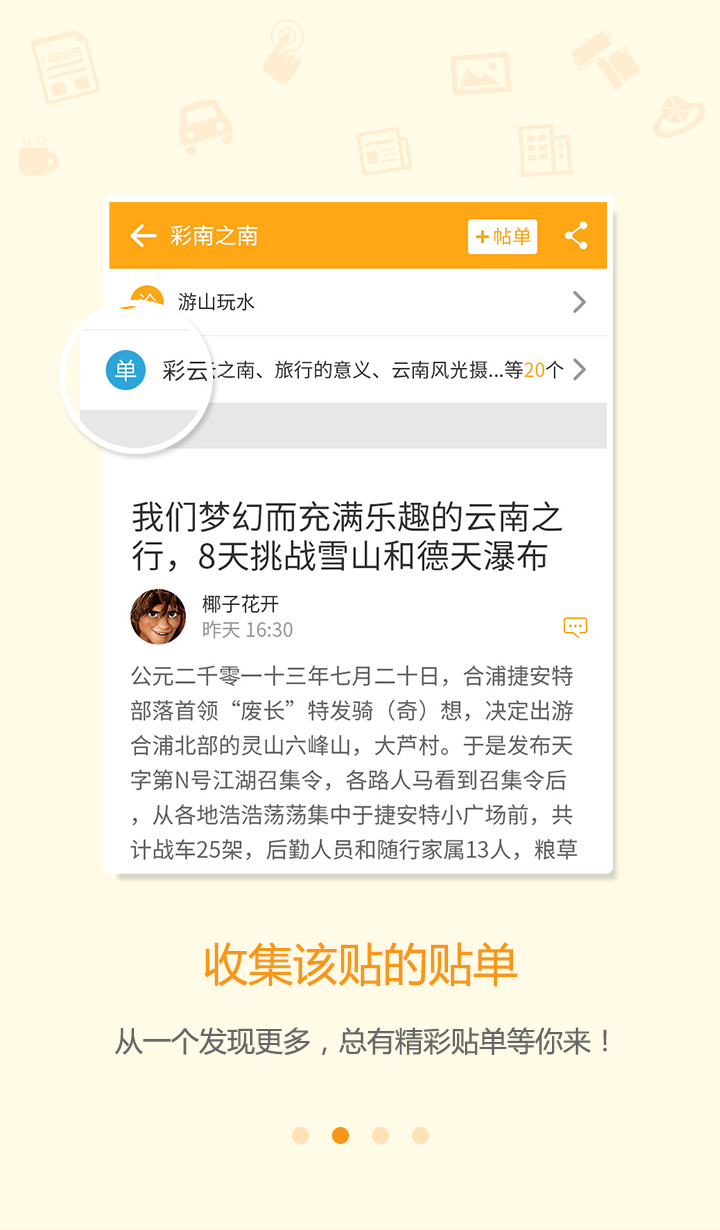 NEWS
彩南之南
+帖单
游山玩水
单 彩云之南、旅行的意义、云南风光摄...等20个
我们梦幻而充满乐趣的云南之
行，8天挑战雪山和德天瀑布
椰子花开
昨天 16:30
公元二千零一十三年七月二十日，合浦捷安特
部落首领“废长”特发骑（奇）想，决定出游
合浦北部的灵山六峰山，大芦村。于是发布天
字第N号江湖召集令，各路人马看到召集令后
，从各地浩浩荡荡集中于捷安特小广场前，共
计战车25架，后勤人员和随行家属13人，粮草
收集该贴的贴单
从一个发现更多，总有精彩贴单等你来！